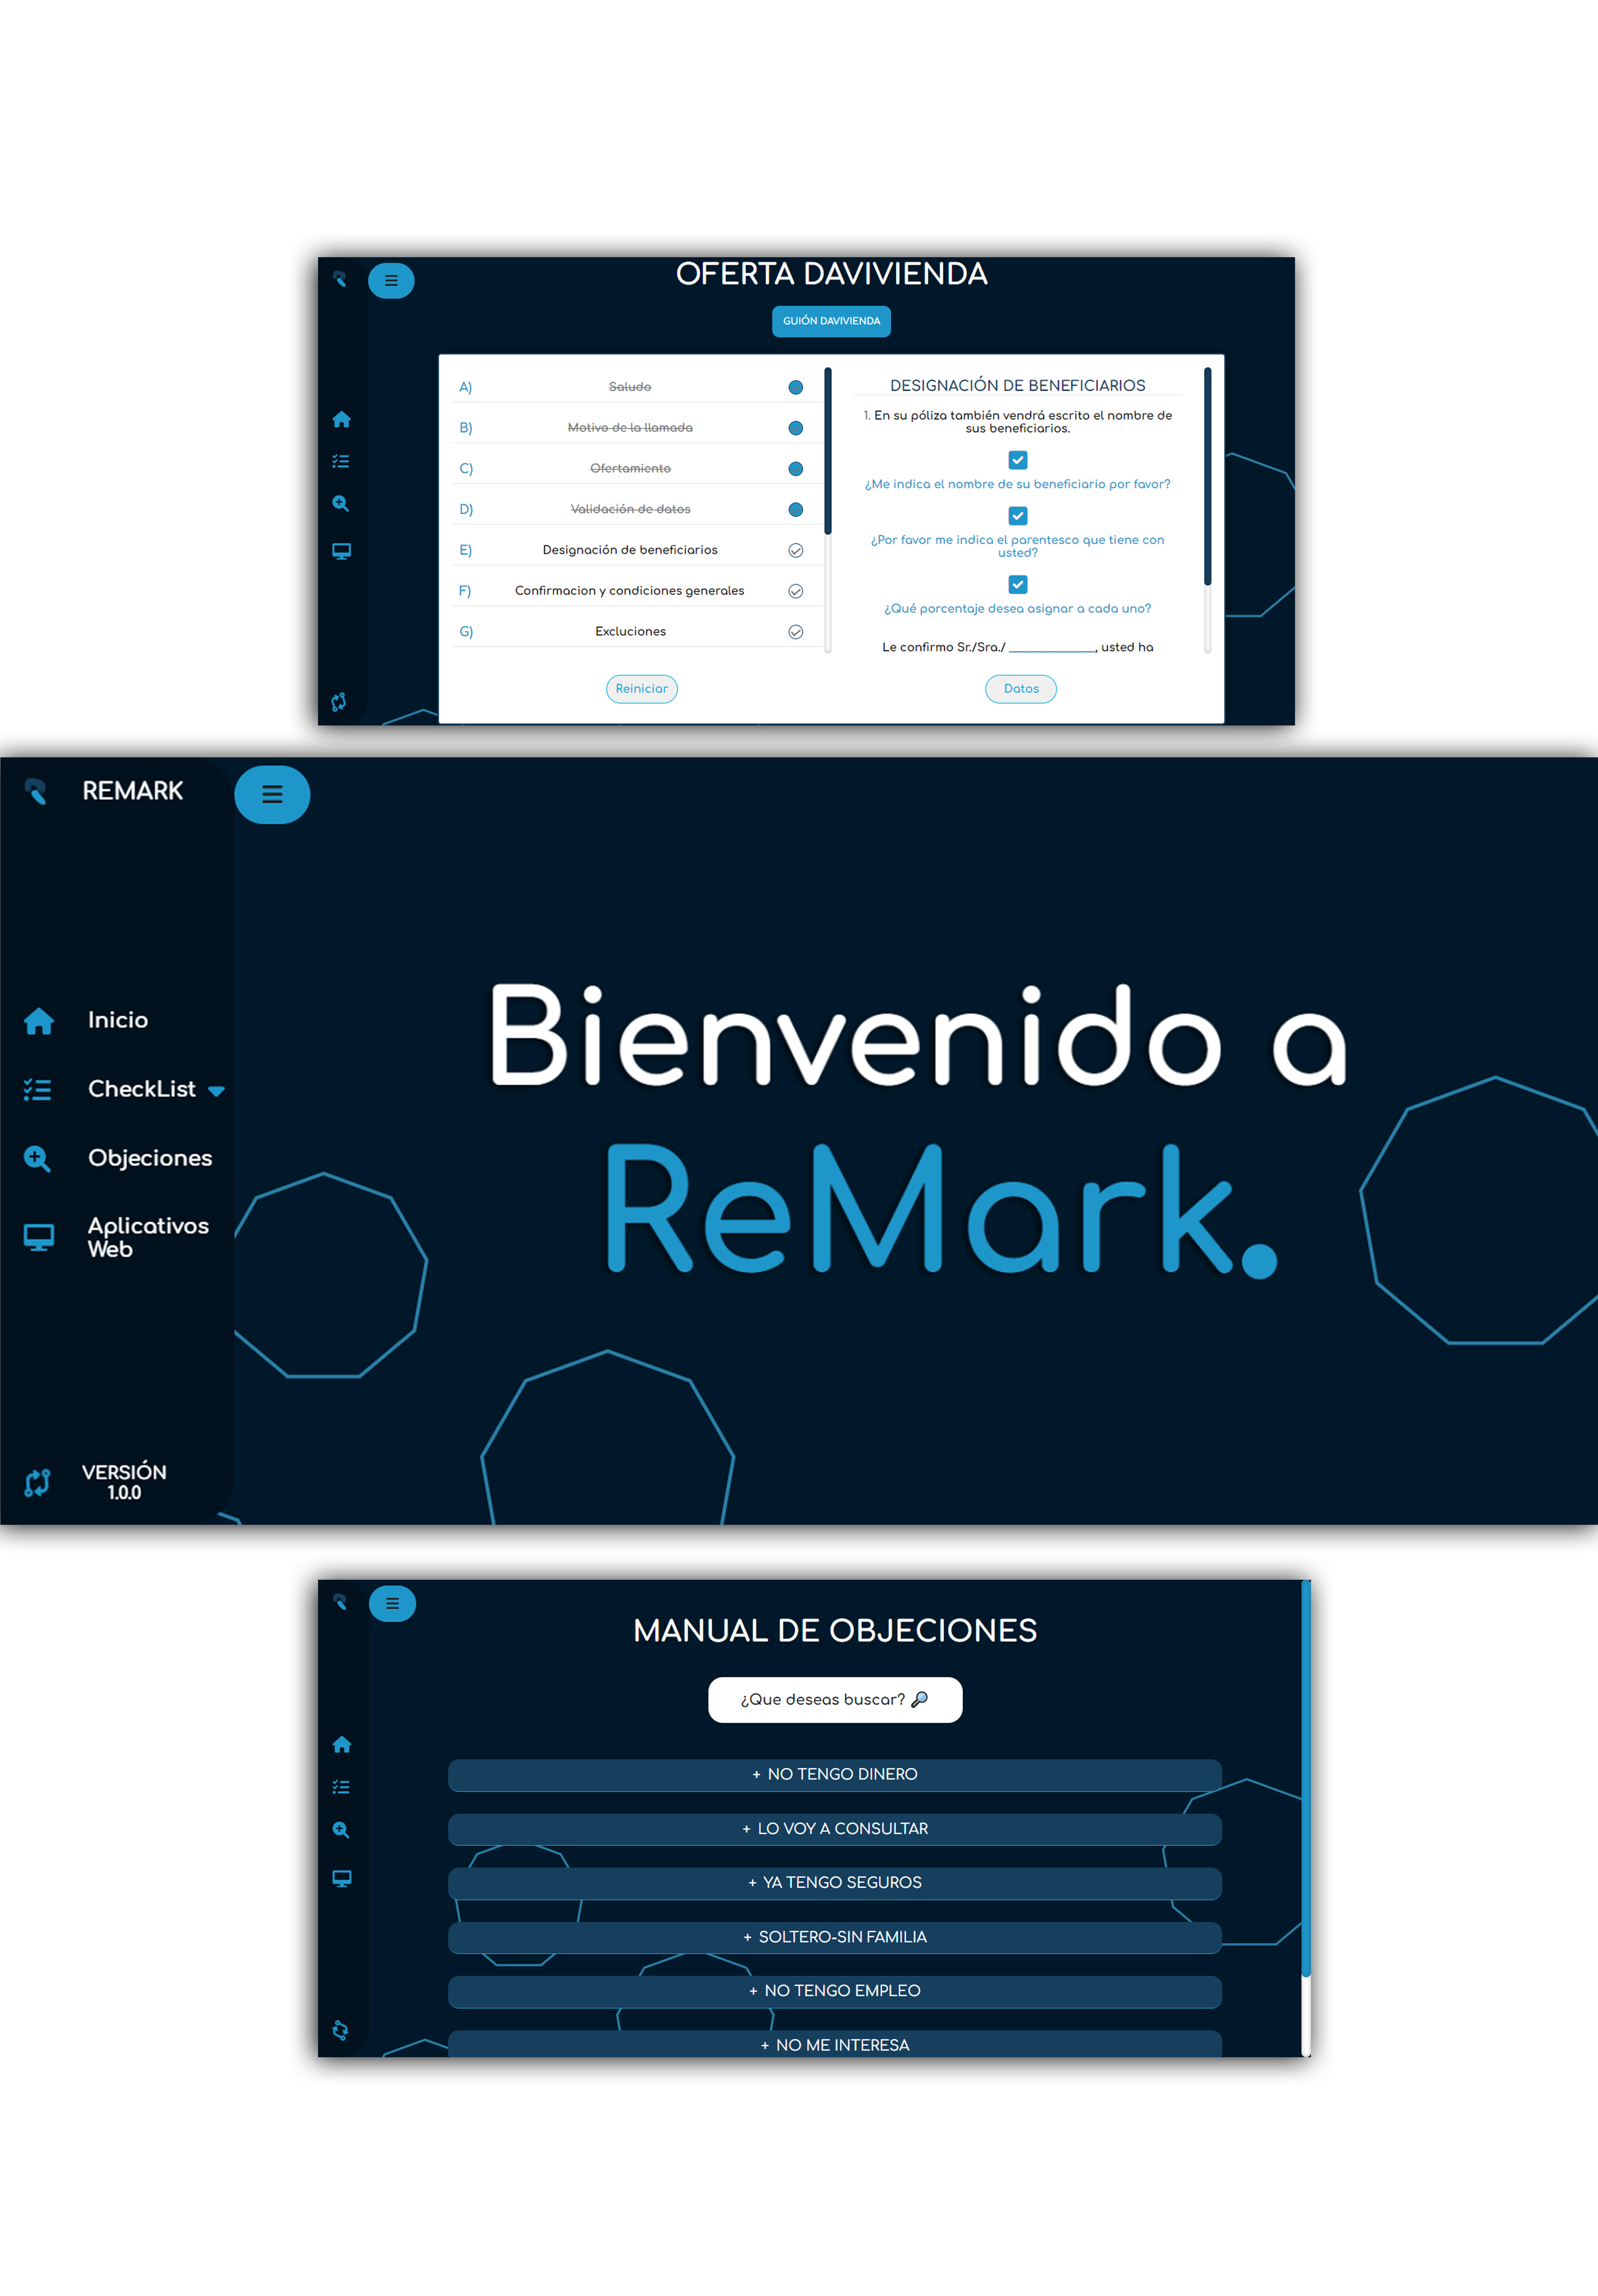 OFERTA DAVIVIENDA
GUIÓN DAVIVIENDA
A) Saludo
B) Motivo de la llamada
C) Ofertamiento
D) Validación de datos
E) Designación de beneficiarios
F) Confirmacion y condiciones generales
G) Excluciones
Reiniciar
DESIGNACIÓN DE BENEFICIARIOS
1. En su póliza también vendrá escrito el nombre de
sus beneficiarios.
¿Me indica el nombre de su beneficiario por favor?
¿Por favor me indica el parentesco que tiene con
usted?
¿Qué porcentaje desea asignar a cada uno?
Le confirmo Sr./Sra./ ______________, usted ha
Datos
REMARK
Inicio
CheckList
Objeciones
Aplicativos
Web
VERSIÓN
1.0.0
Bienvenido a
ReMark.
MANUAL DE OBJECIONES
¿Que deseas buscar? 🔎
+ NO TENGO DINERO
+ LO VOY A CONSULTAR
+ YA TENGO SEGUROS
+ SOLTERO-SIN FAMILIA
+ NO TENGO EMPLEO
+ NO ME INTERESA